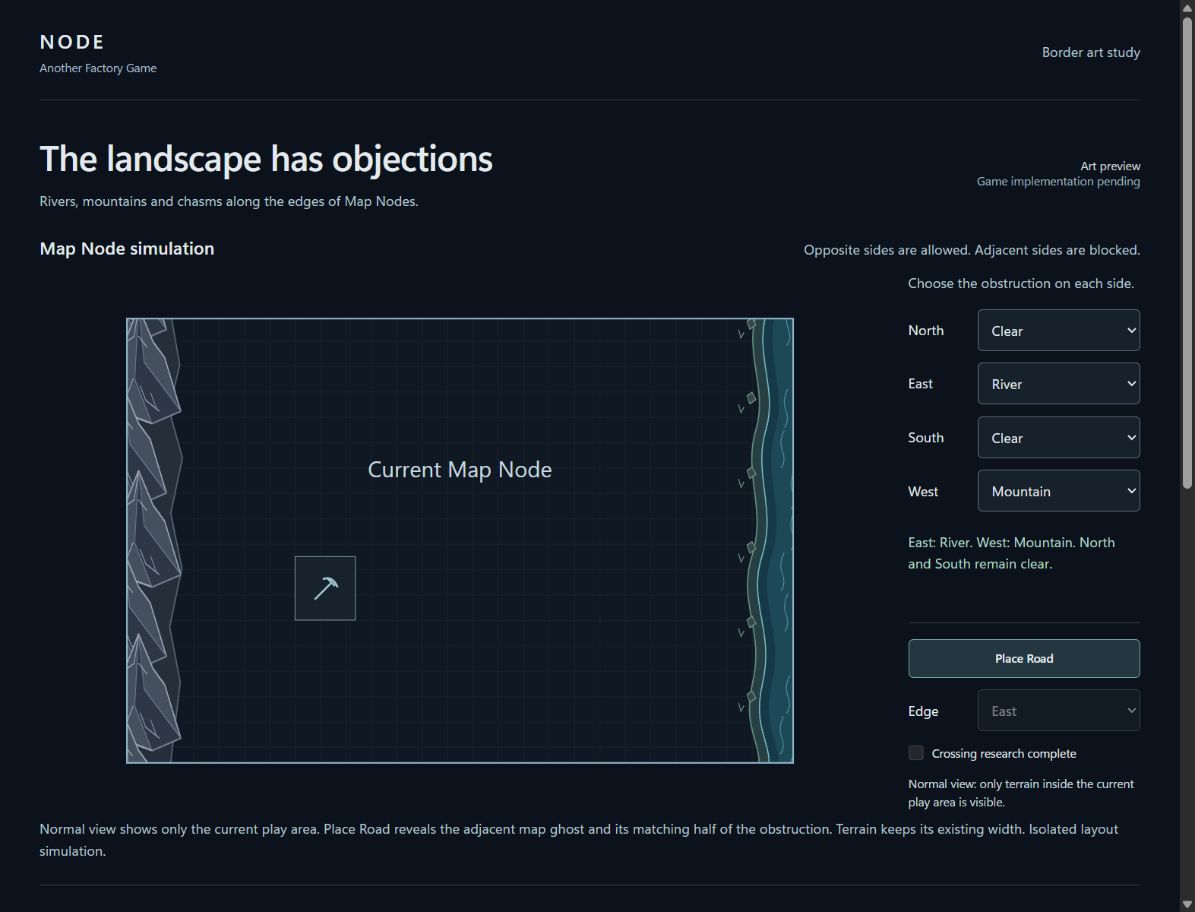 NODE
Another Factory Game
Border art study
The landscape has objections
Rivers, mountains and chasms along the edges of Map Nodes.
Art preview
Game implementation pending
Map Node simulation
Opposite sides are allowed. Adjacent sides are blocked.
Current Map Node
Choose the obstruction on each side.
North
Clear
East
River
South
Clear
West
Mountain
East: River. West: Mountain. North
and South remain clear.
Place Road
Edge
East
Crossing research complete
Normal view: only terrain inside the current
play area is visible.
Normal view shows only the current play area. Place Road reveals the adjacent map ghost and its matching half of the obstruction. Terrain keeps its existing width. Isolated layout
simulation.